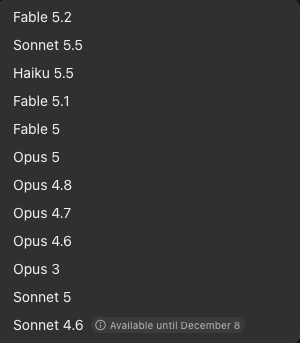 Fable 5.2
Sonnet 5.5
Haiku 5.5
Fable 5.1
Fable 5
Opus 5
Opus 4.8
Opus 4.7
Opus 4.6
Opus 3
Sonnet 5
Sonnet 4.6 Available until December 8